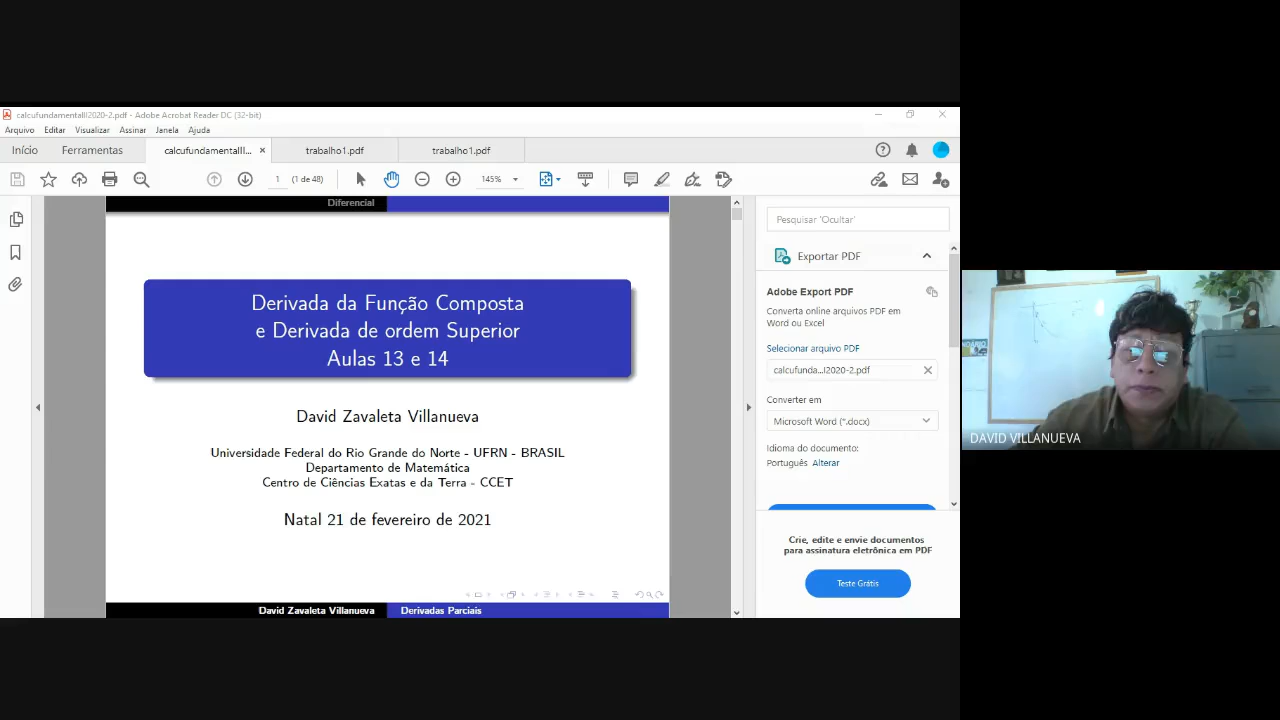 calcufundamentalII2020-2.pdf - Adobe Acrobat Reader DC (32-bit)
Arquivo Editar Visualizar Assinar Janela Ajuda
Início Ferramentas calcufundamentalII... × trabalho1.pdf trabalho1.pdf
1 (1 de 48) 145%
Diferencial
Derivada da Função Composta
e Derivada de ordem Superior
Aulas 13 e 14
David Zavaleta Villanueva
Universidade Federal do Rio Grande do Norte - UFRN - BRASIL
Departamento de Matemática
Centro de Ciências Exatas e da Terra - CCET
Natal 21 de fevereiro de 2021
David Zavaleta Villanueva Derivadas Parciais
Pesquisar 'Ocultar'
Exportar PDF
Adobe Export PDF
Converta online arquivos PDF em
Word ou Excel
Selecionar arquivo PDF
calcufunda...I2020-2.pdf
Converter em
Microsoft Word (*.docx)
Idioma do documento:
Português Alterar
Crie, edite e envie documentos
para assinatura eletrônica em PDF
Teste Grátis
DAVID VILLANUEVA